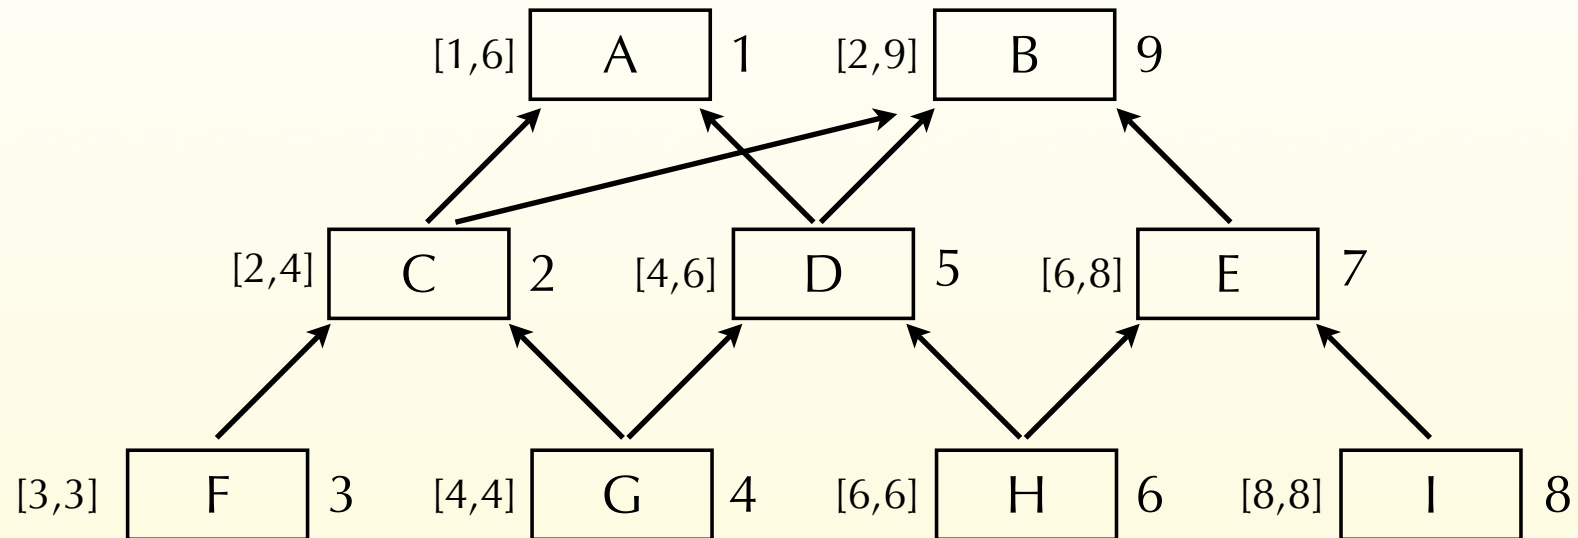 [1,6] A 1 [2,9] B 9
[2,4] C 2 [4,6] D 5 [6,8] E 7
[3,3] F 3 [4,4] G 4 [6,6] H 6 [8,8] I 8